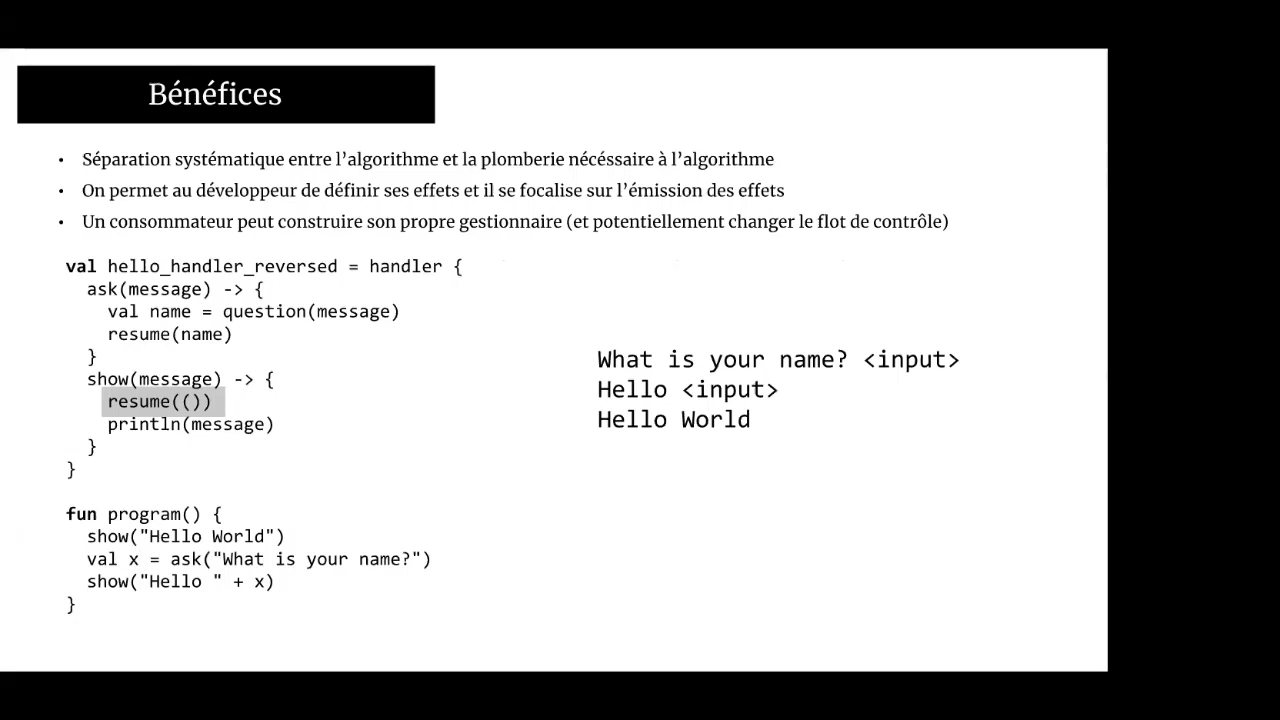 Bénéfices
• Séparation systématique entre l’algorithme et la plomberie nécéssaire à l’algorithme
• On permet au développeur de définir ses effets et il se focalise sur l’émission des effets
• Un consommateur peut construire son propre gestionnaire (et potentiellement changer le flot de contrôle)
val hello_handler_reversed = handler {
  ask(message) -> {
    val name = question(message)
    resume(name)
  }
  show(message) -> {
    resume(())
    println(message)
  }
}
fun program() {
  show("Hello World")
  val x = ask("What is your name?")
  show("Hello " + x)
}
What is your name? <input>
Hello <input>
Hello World